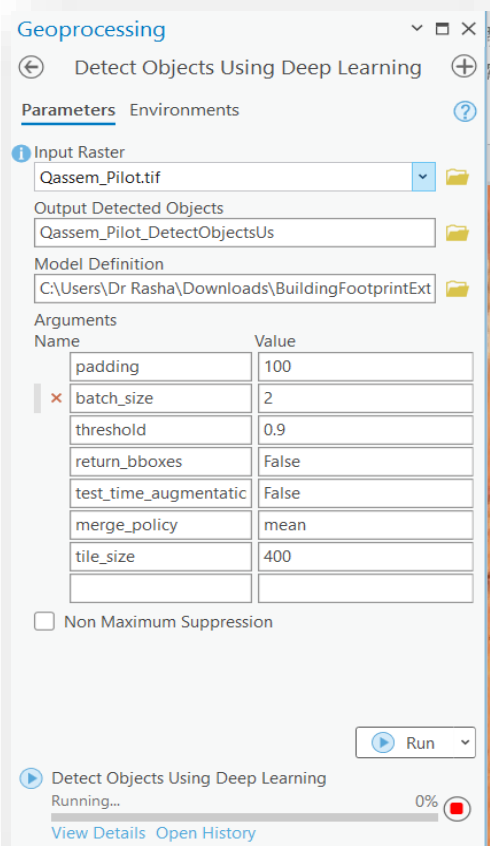 Geoprocessing
Detect Objects Using Deep Learning
Parameters Environments
Input Raster
Qassem_Pilot.tif
Output Detected Objects
Qassem_Pilot_DetectObjectsUs
Model Definition
C:\Users\Dr Rasha\Downloads\BuildingFootprintExt
Arguments
Name Value
padding 100
batch_size 2
threshold 0.9
return_bboxes False
test_time_augmentatic False
merge_policy mean
tile_size 400
Non Maximum Suppression
Run
Detect Objects Using Deep Learning
Running... 0%
View Details Open History